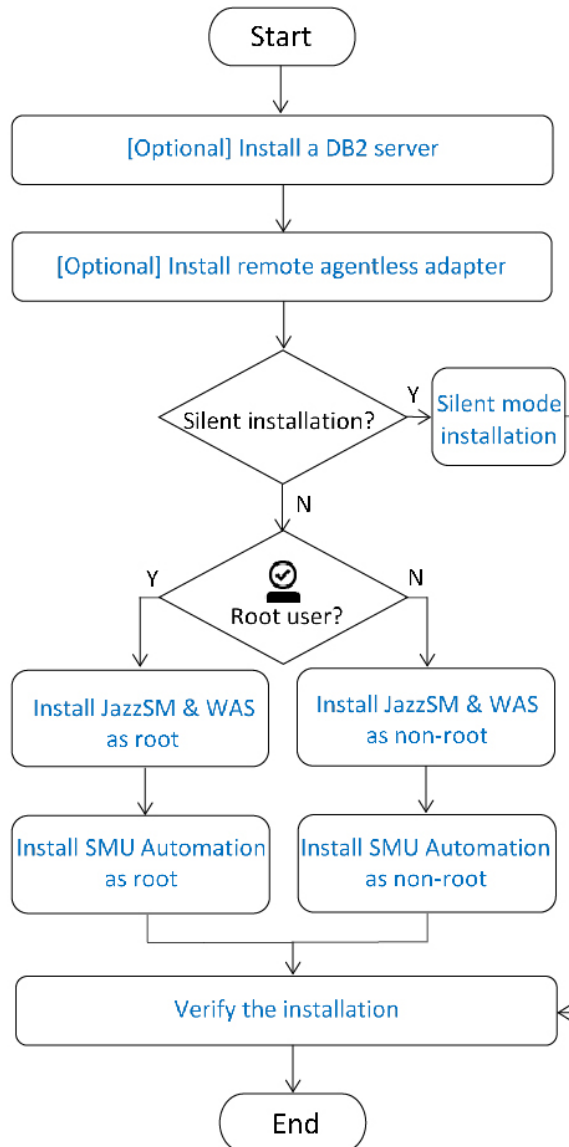 Start
[Optional] Install a DB2 server
[Optional] Install remote agentless adapter
Silent installation?
Y
Silent mode
installation
N
Y
N
Root user?
Install JazzSM & WAS
as root
Install JazzSM & WAS
as non-root
Install SMU Automation
as root
Install SMU Automation
as non-root
Verify the installation
End